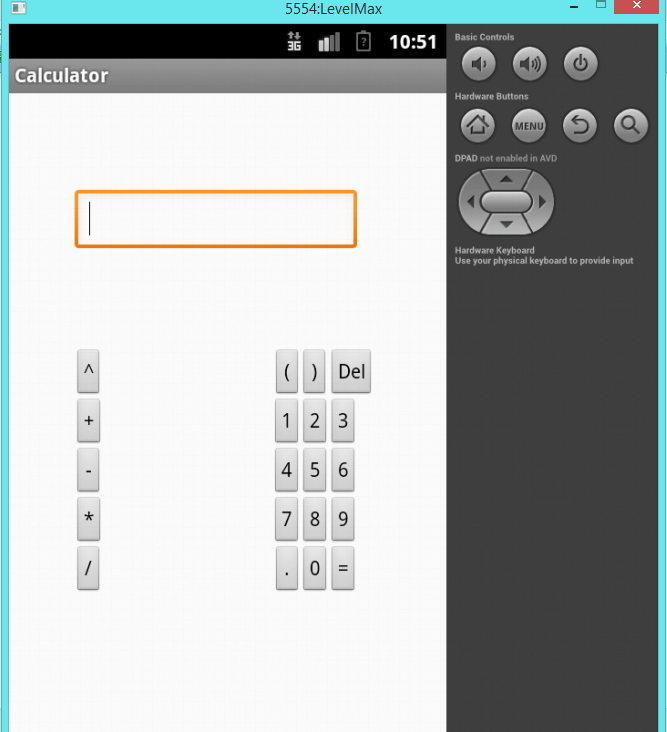 5554:LevelMax
3G ? 10:51
Calculator
^ ( ) Del
+ 1 2 3
- 4 5 6
* 7 8 9
/ . 0 =
Basic Controls
Hardware Buttons
MENU
DPAD not enabled in AVD
Hardware Keyboard
Use your physical keyboard to provide input